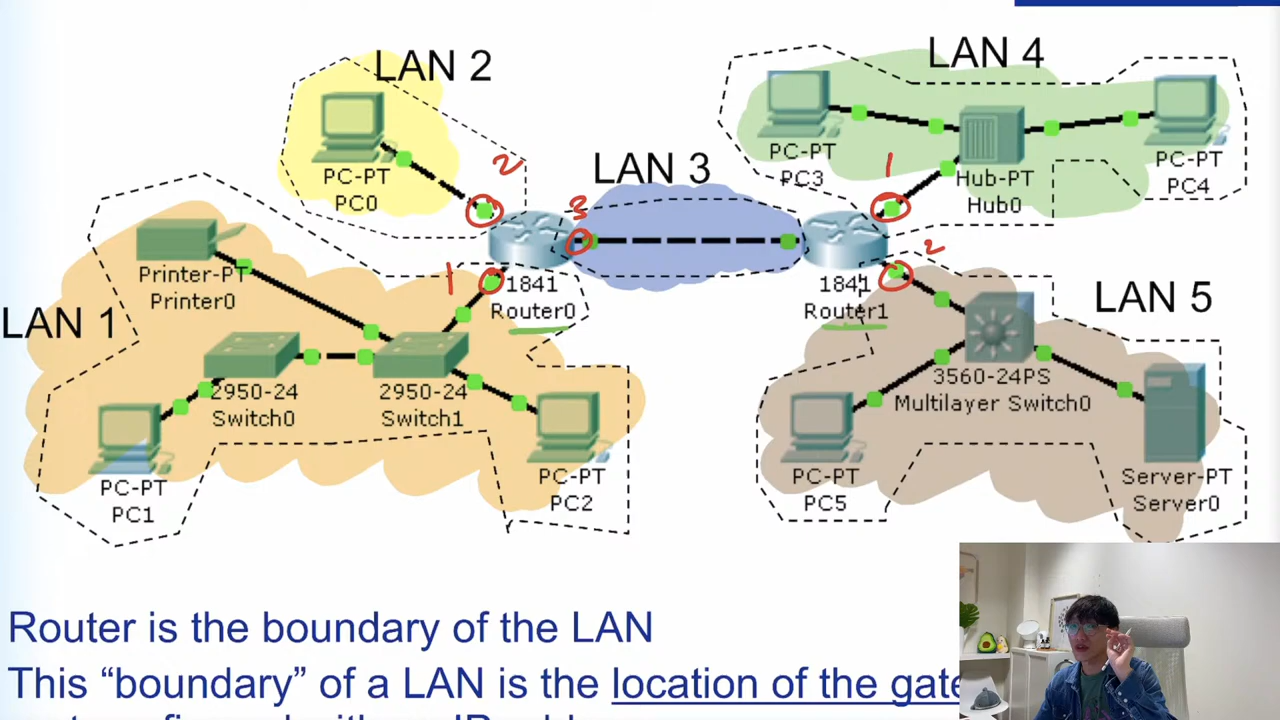 LAN 2
LAN 4
PC-PT
PC0
2
LAN 3
3
PC-PT
PC3
1
Hub-PT
Hub0
PC-PT
PC4
Printer-PT
Printer0
1
1841
Router0
1841
Router1
2
LAN 5
LAN 1
2950-24
Switch0
2950-24
Switch1
3560-24PS
Multilayer Switch0
PC-PT
PC1
PC-PT
PC2
PC-PT
PC5
Server-PT
Server0
Router is the boundary of the LAN
This “boundary” of a LAN is the location of the